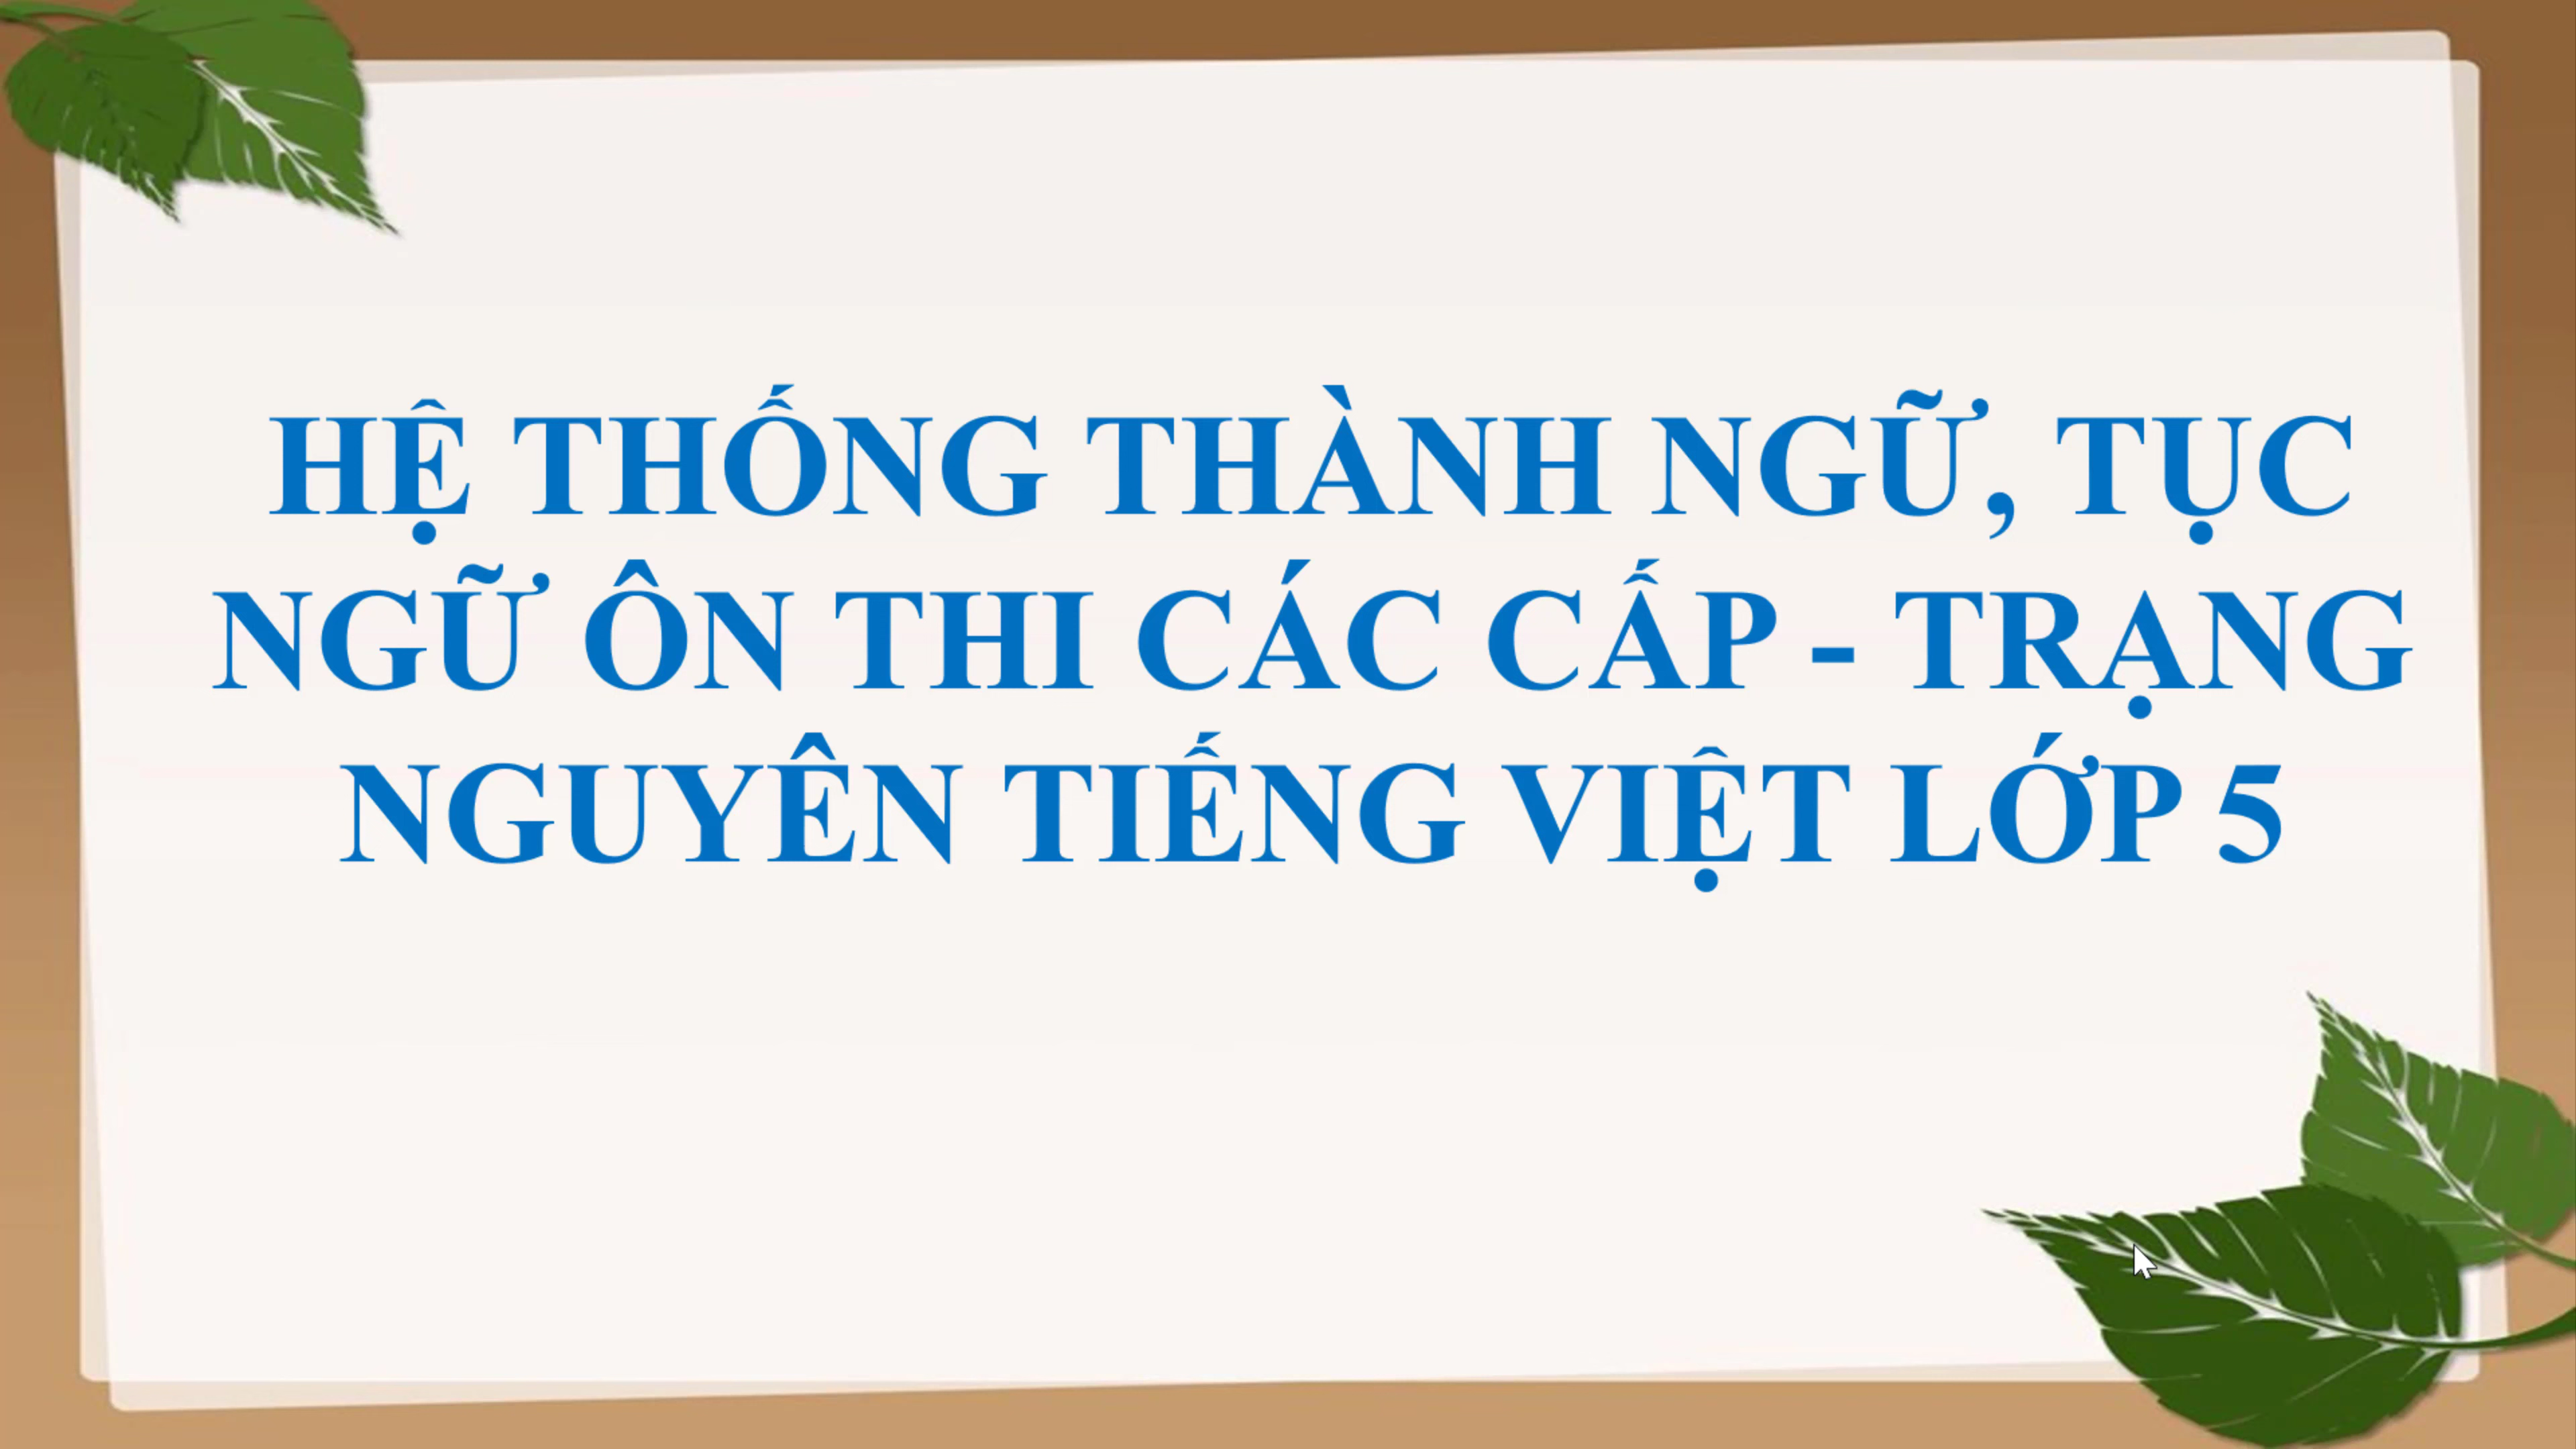 HỆ THỐNG THÀNH NGỮ, TỤC
NGỮ ÔN THI CÁC CẤP - TRẠNG
NGUYÊN TIẾNG VIỆT LỚP 5